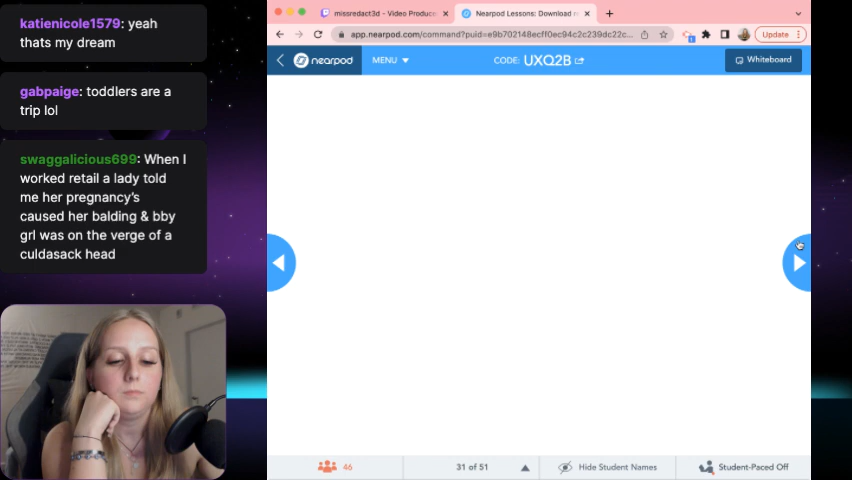 katienicole1579: yeah
thats my dream
gabpaige: toddlers are a
trip lol
swaggalicious699: When I
worked retail a lady told
me her pregnancy's
caused her balding & bby
grl was on the verge of a
culdasack head
missredact3d - Video Produce
Nearpod Lessons: Download r
app.nearpod.com/command?puid=e9b702148ecff0ec94c2c239dc22c...
1
Update
nearpod
MENU
CODE: UXQ2B
Whiteboard
46
31 of 51
Hide Student Names
Student-Paced Off